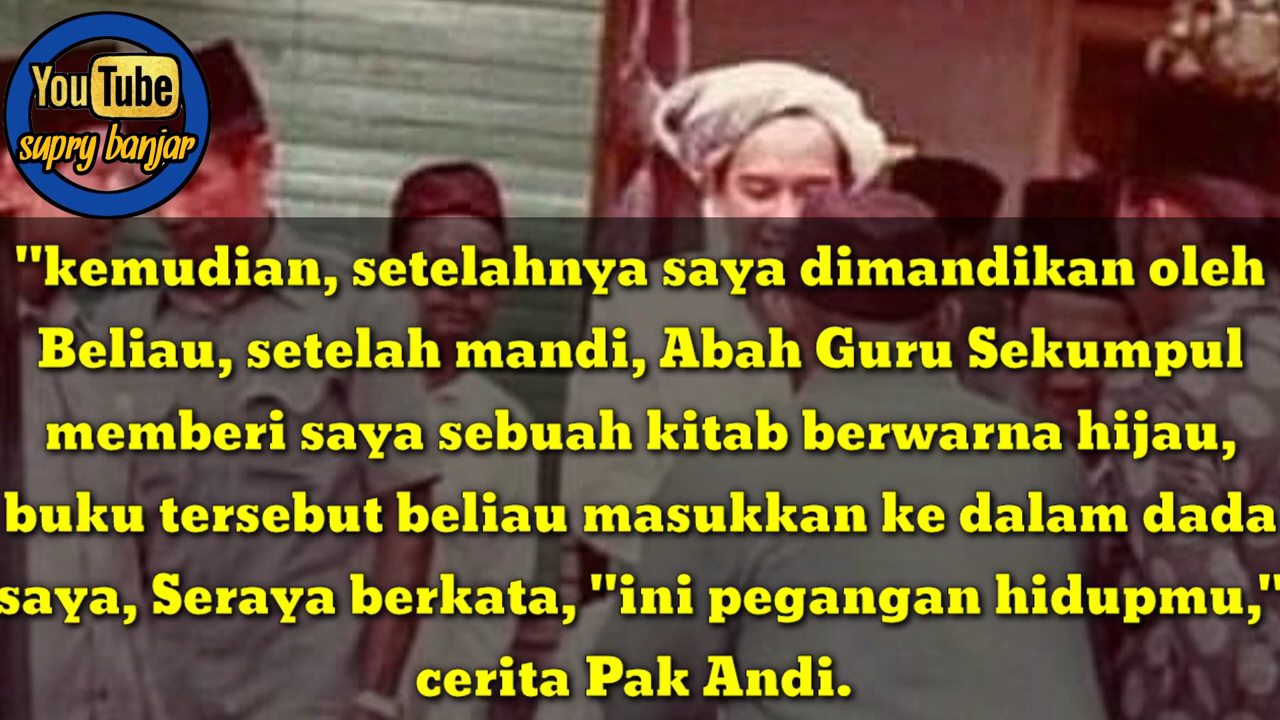 YouTube
supry banjar
"kemudian, setelahnya saya dimandikan oleh
Beliau, setelah mandi, Abah Guru Sekumpul
memberi saya sebuah kitab berwarna hijau,
buku tersebut beliau masukkan ke dalam dada
saya, Seraya berkata, "ini pegangan hidupmu,"
cerita Pak Andi.